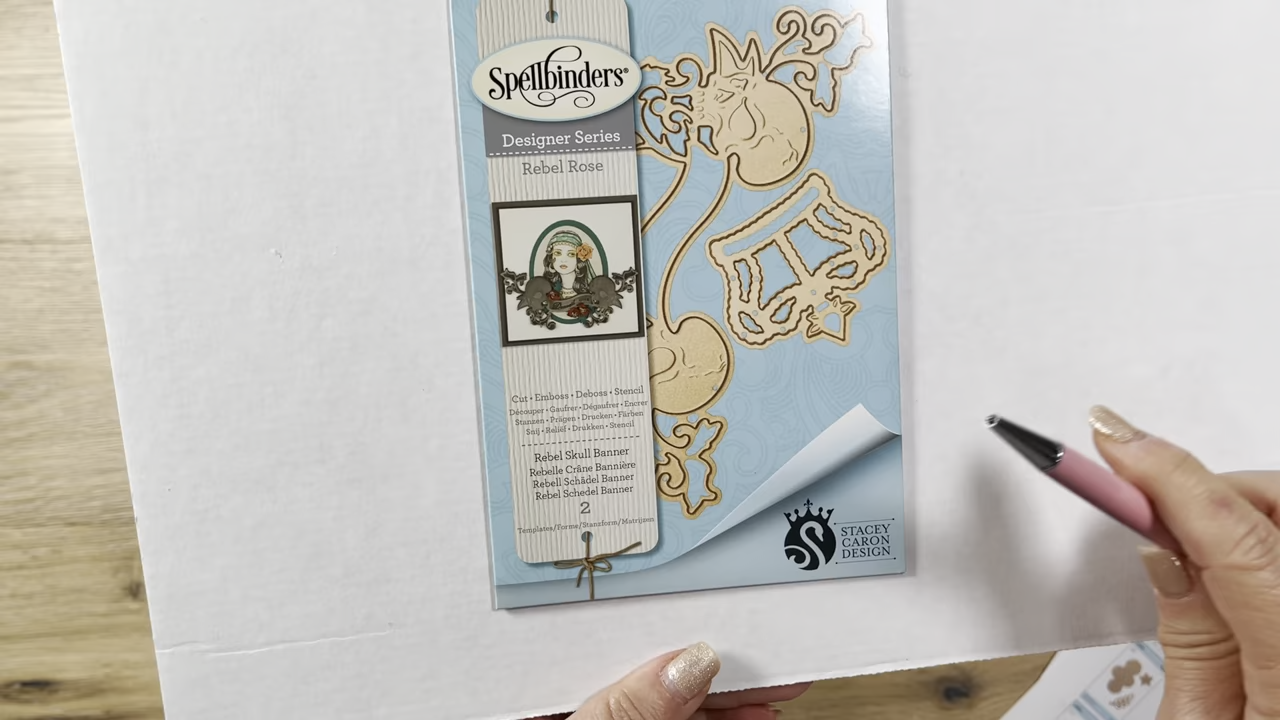 Spellbinders®
Designer Series
Rebel Rose
Cut • Emboss • Deboss • Stencil
Découper • Gaufrer • Dégaufrer • Encrer
Stanzen • Prägen • Drucken • Färben
Snij • Reliëf • Drukken • Stencil
Rebel Skull Banner
Rebelle Crâne Bannière
Rebell Schädel Banner
Rebel Schedel Banner
2
Templates/Forms/Stanzform/Matrijzen
STACEY
CARON
DESIGN